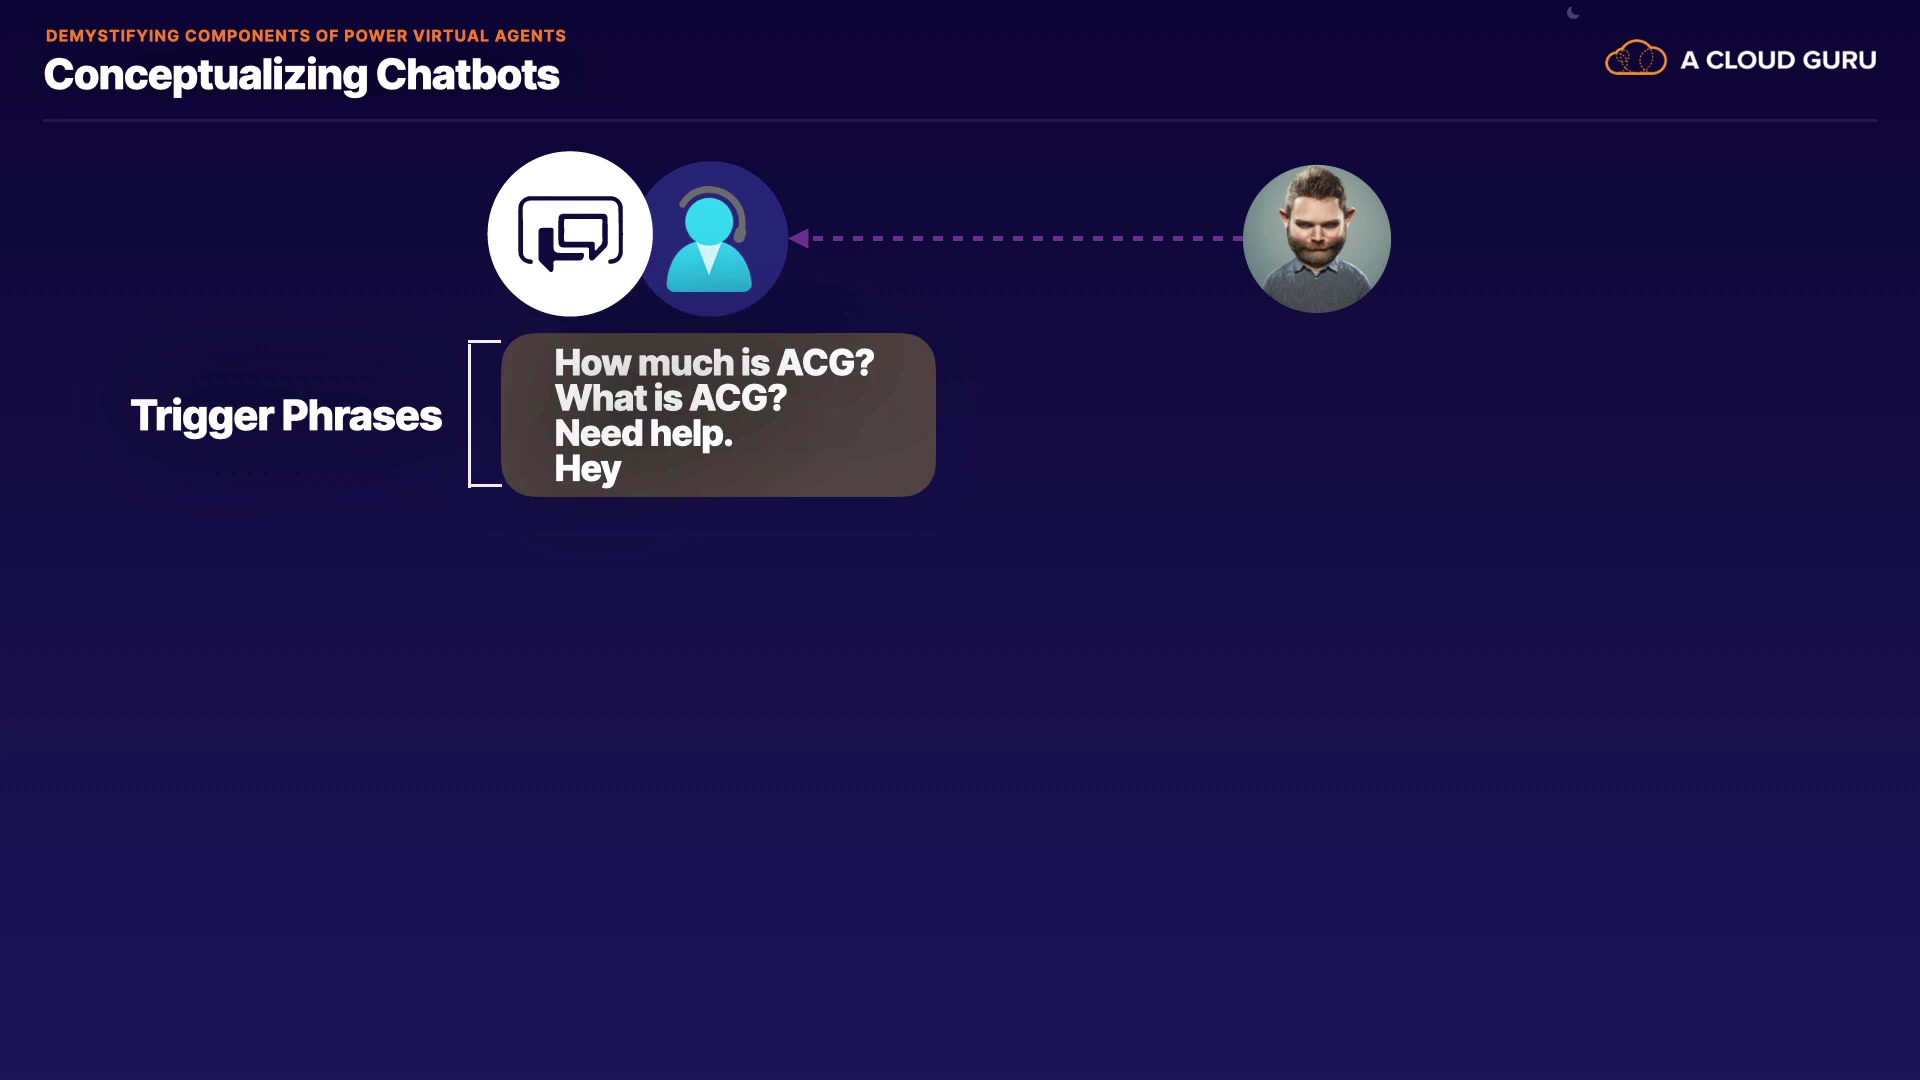 DEMYSTIFYING COMPONENTS OF POWER VIRTUAL AGENTS
Conceptualizing Chatbots
A CLOUD GURU
Trigger Phrases
How much is ACG?
What is ACG?
Need help.
Hey